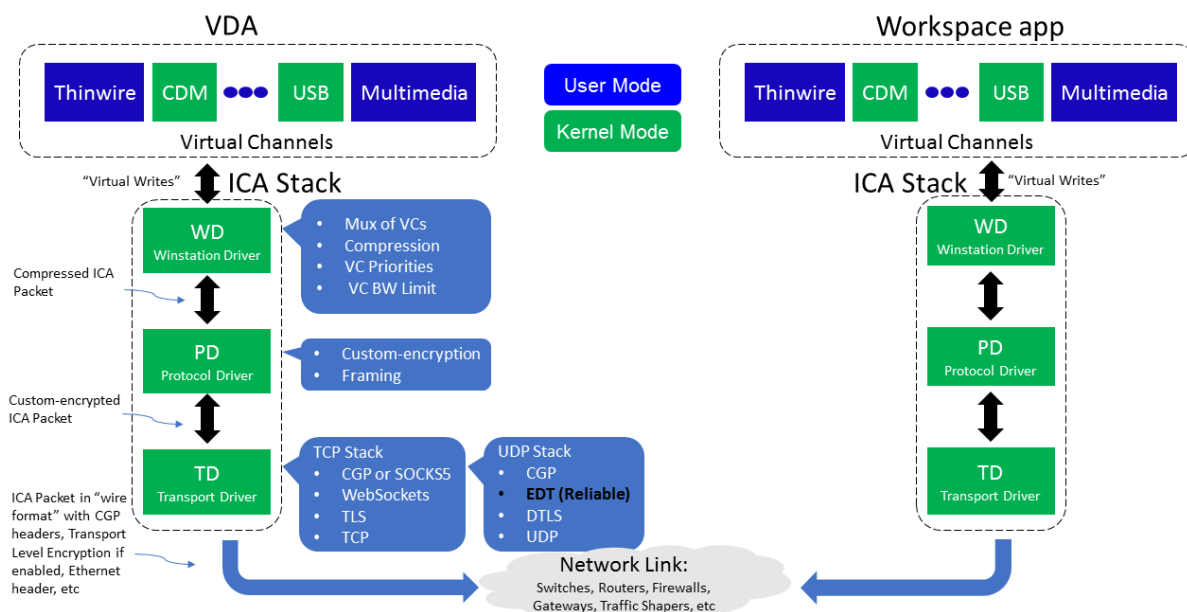 VDA
Thinwire
CDM
USB
Multimedia
Virtual Channels
User Mode
Kernel Mode
Workspace app
Thinwire
CDM
USB
Multimedia
Virtual Channels
"Virtual Writes"
ICA Stack
WD
Winstation Driver
• Mux of VCs
• Compression
• VC Priorities
• VC BW Limit
Compressed ICA
Packet
PD
Protocol Driver
• Custom-encryption
• Framing
Custom-encrypted
ICA Packet
TD
Transport Driver
TCP Stack
• CGP or SOCKS5
• WebSockets
• TLS
• TCP
UDP Stack
• CGP
• EDT (Reliable)
• DTLS
• UDP
ICA Packet in "wire
format" with CGP
headers, Transport
Level Encryption if
enabled, Ethernet
header, etc
ICA Stack
"Virtual Writes"
WD
Winstation Driver
PD
Protocol Driver
TD
Transport Driver
Network Link:
Switches, Routers, Firewalls,
Gateways, Traffic Shapers, etc